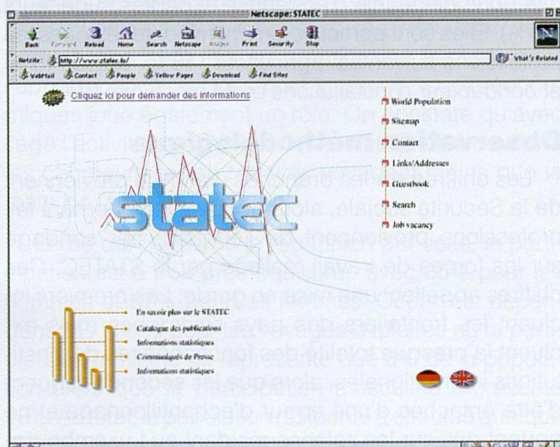 Netscape: STATEC
Back Forward Reload Home Search Netscape Images Print Security Stop
Netsite: http://www.statec.lu/ What's Related
WebMail Contact People Yellow Pages Download Find Sites
Cliquez ici pour demander des informations
World Population
Sitemap
Contact
Links/Addresses
Guestbook
Search
Job vacancy
statec
En savoir plus sur le STATEC
Catalogue des publications
Informations statistiques
Communiqués de Presse
Informations statistiques